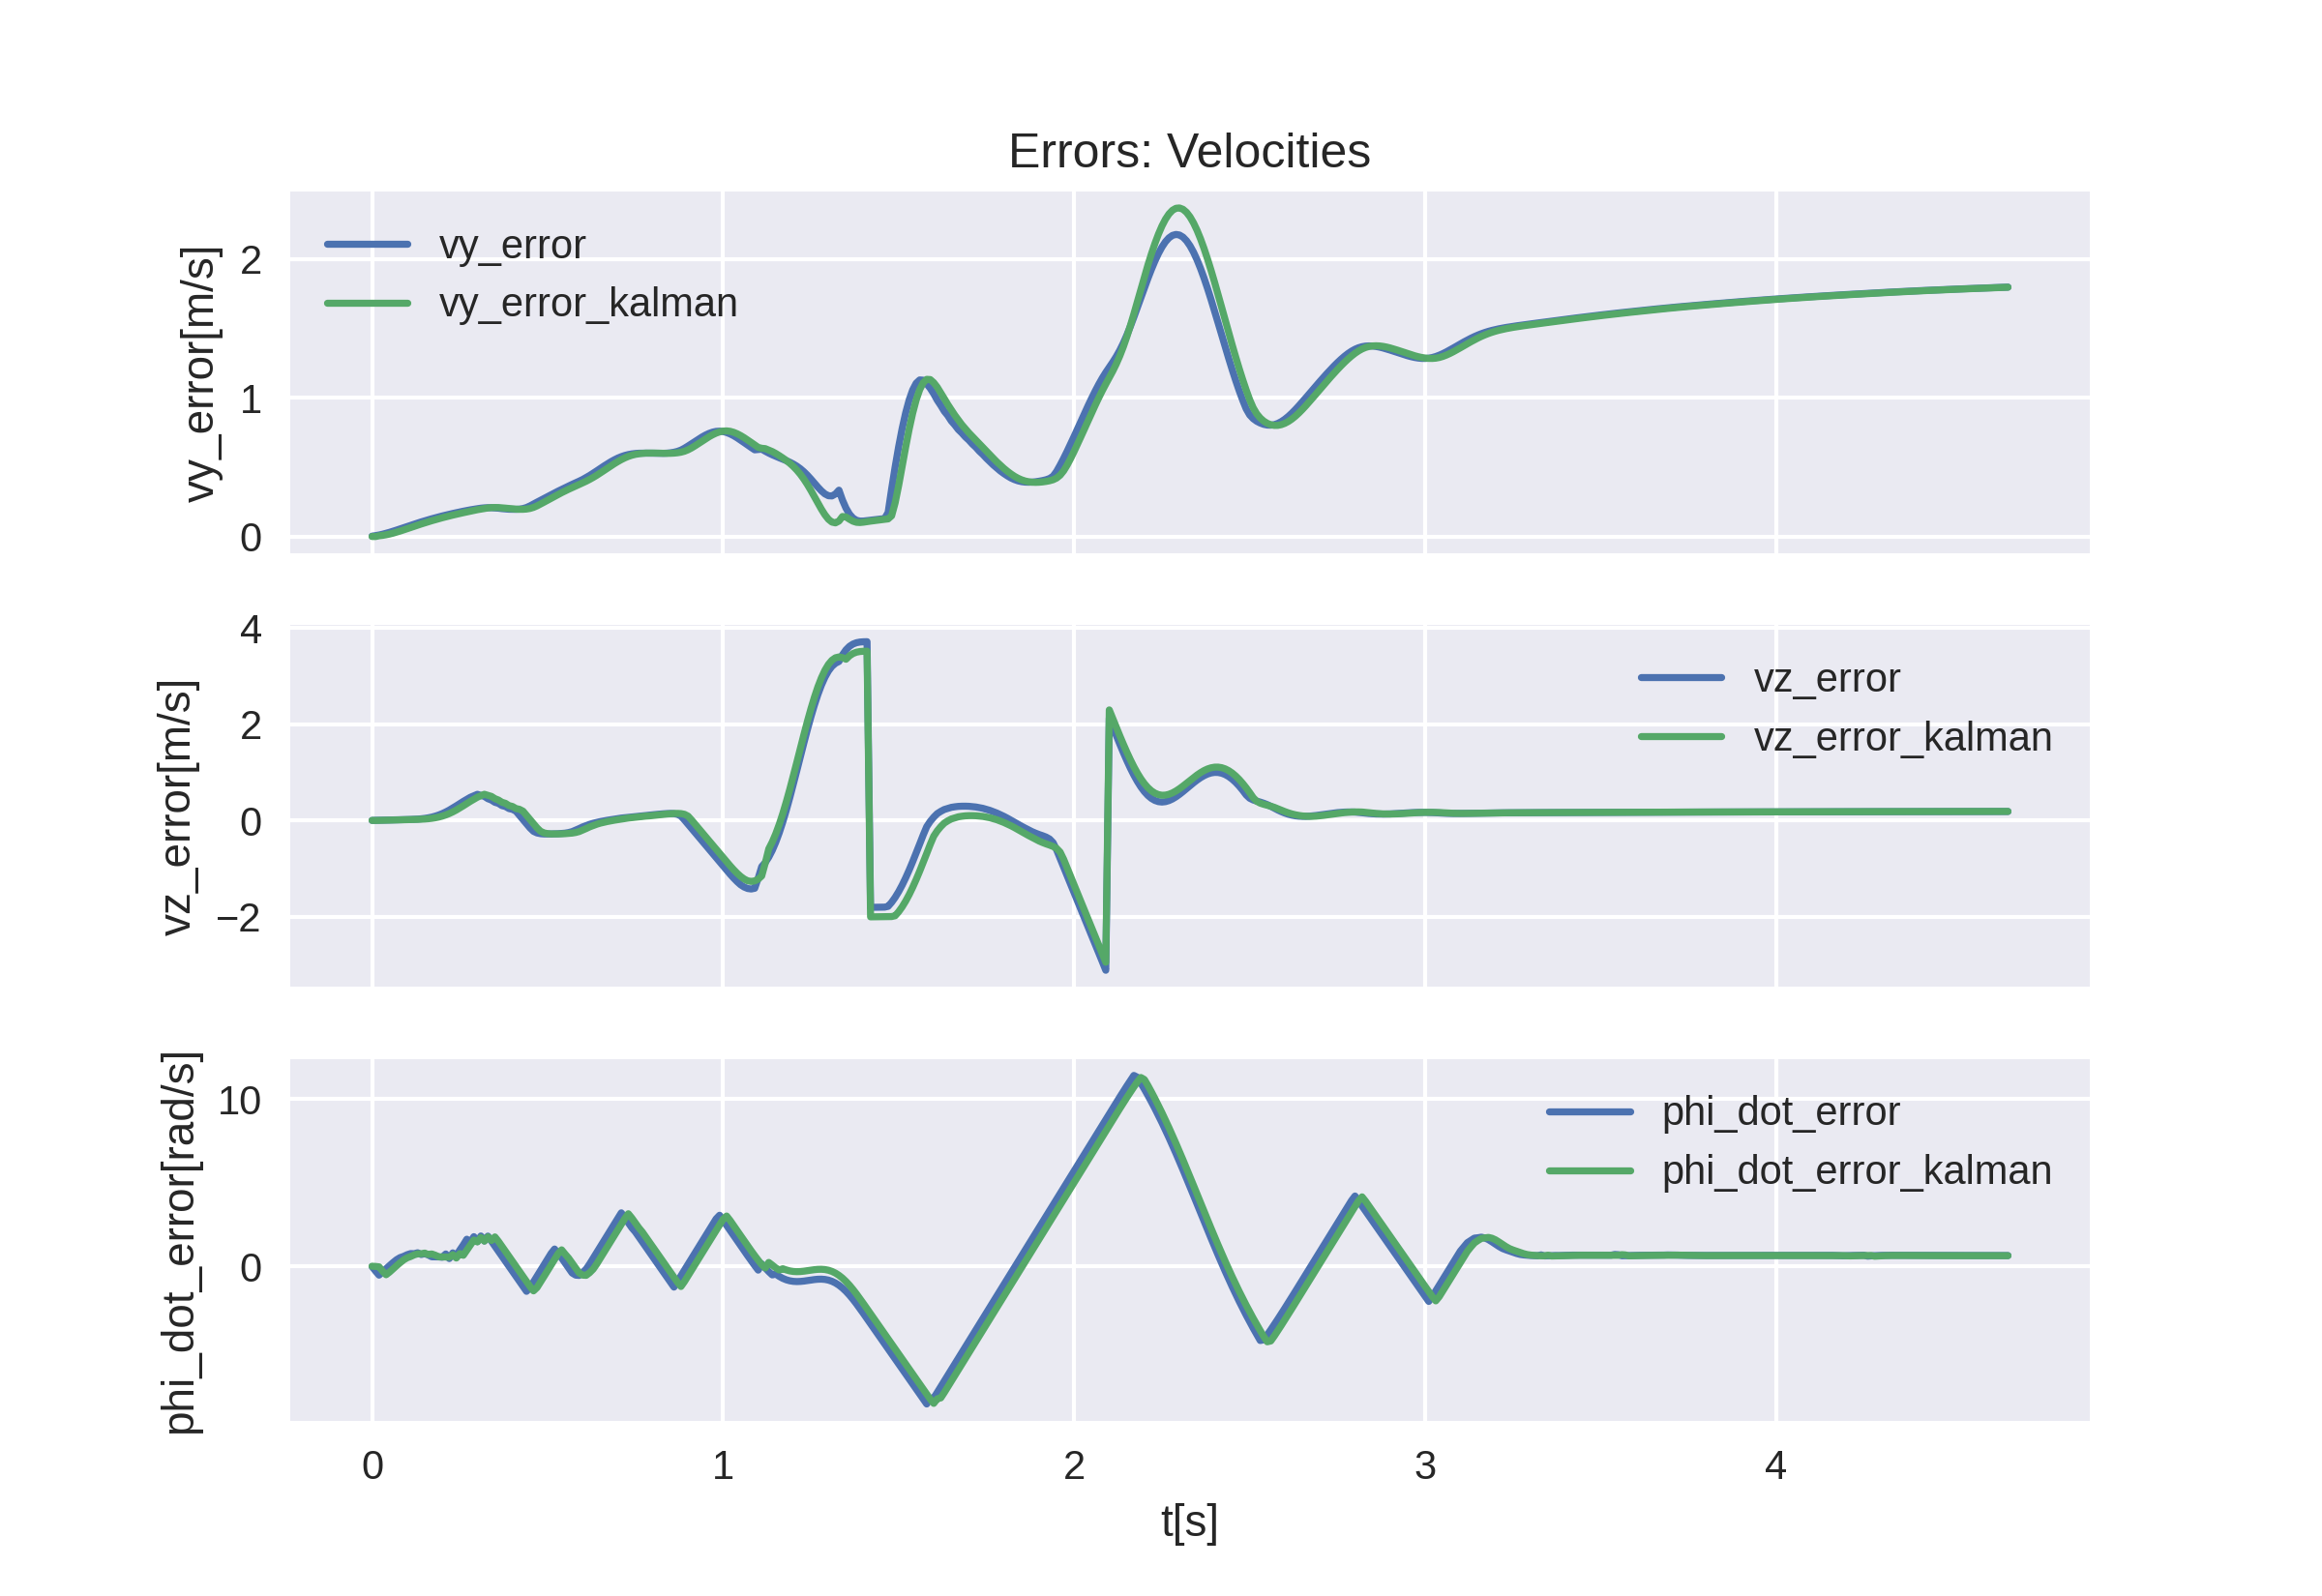 Errors: Velocities
vy_error[m/s]
2
1
0
vy_error
vy_error_kalman
vz_error[m/s]
4
2
0
−2
vz_error
vz_error_kalman
phi_dot_error[rad/s]
10
0
phi_dot_error
phi_dot_error_kalman
0 1 2 3 4
t[s]